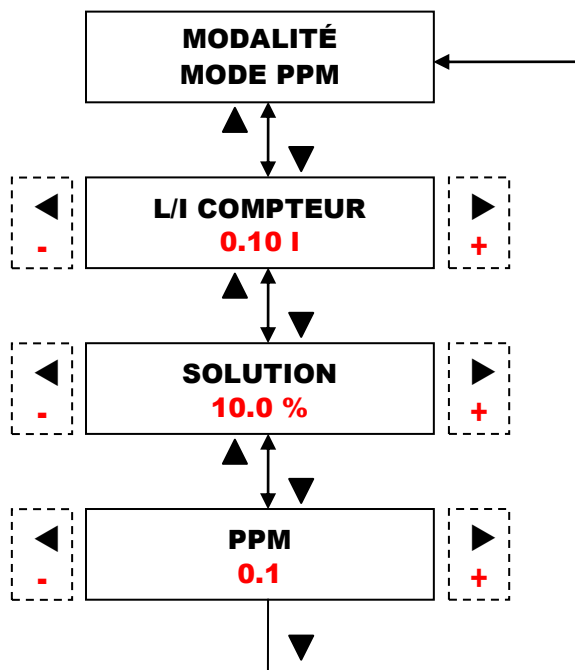 MODALITÉ
MODE PPM
L/I COMPTEUR
- 0.10 l +
SOLUTION
- 10.0 % +
PPM
- 0.1 +